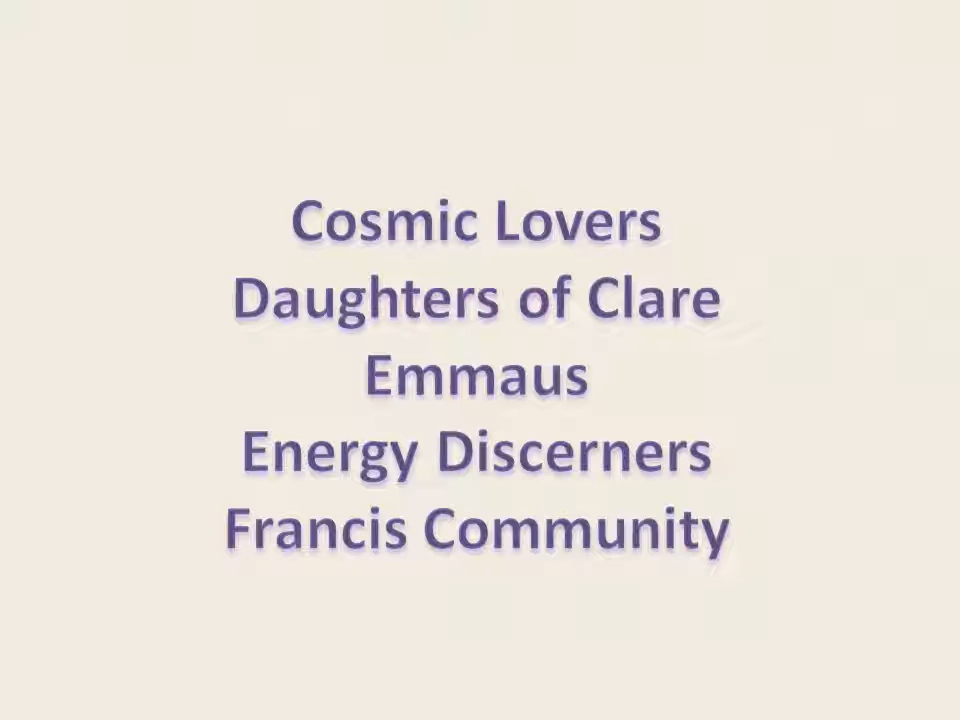 Cosmic Lovers
Daughters of Clare
Emmaus
Energy Discerners
Francis Community